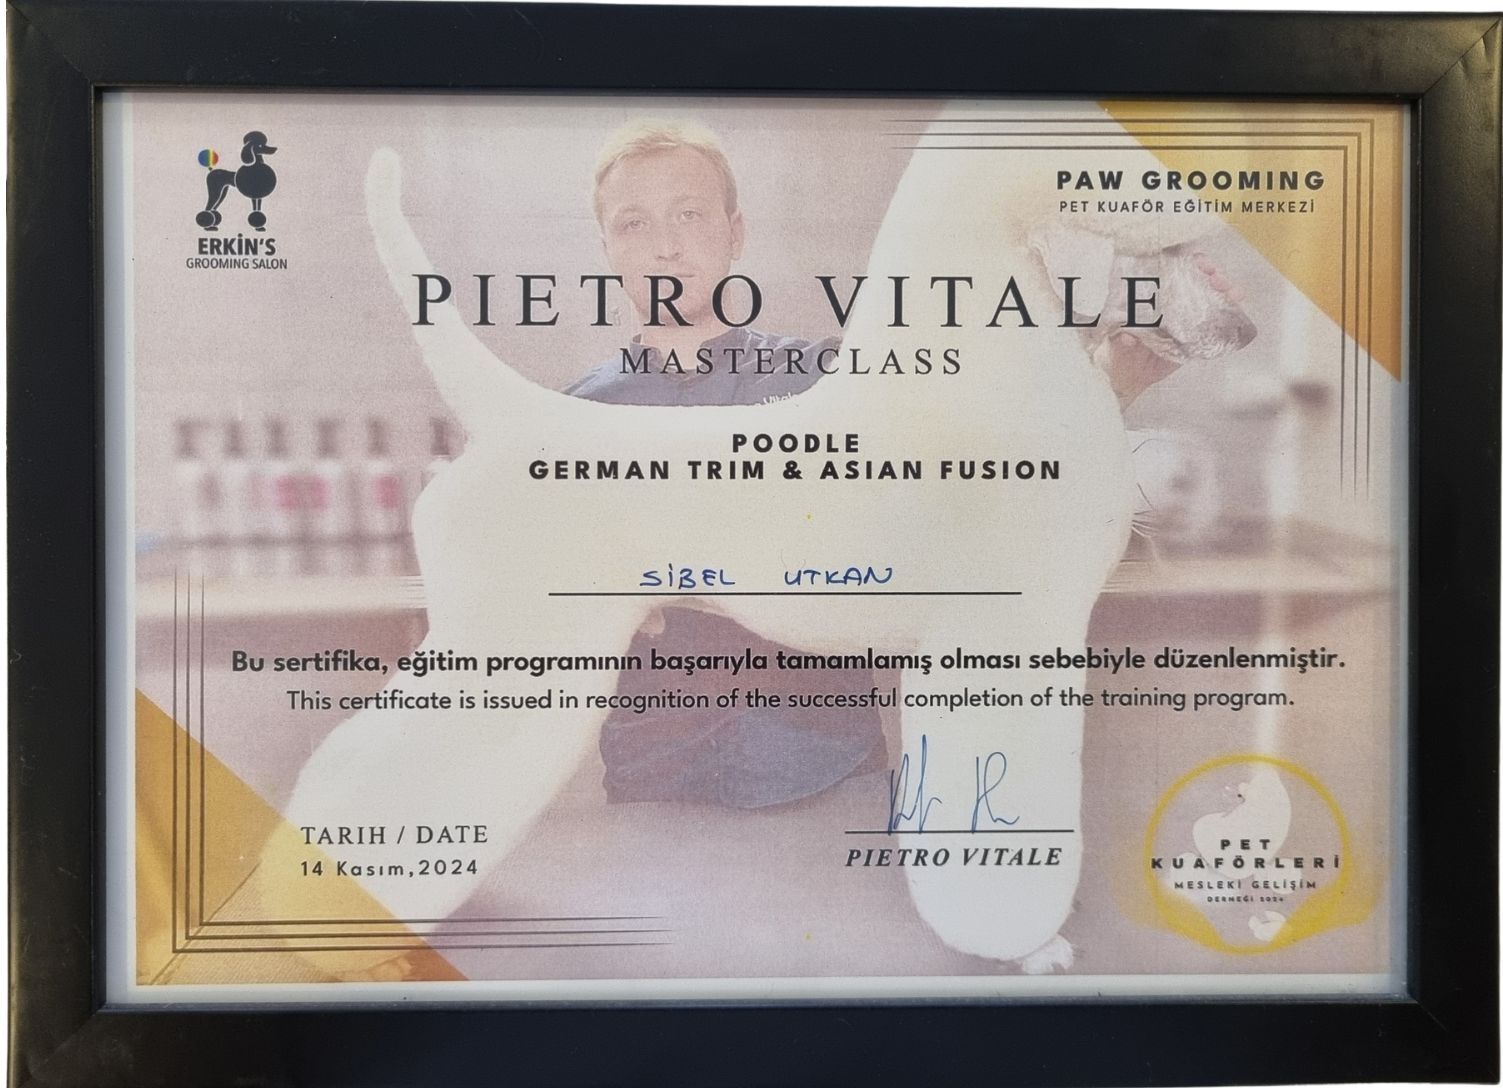 ERKİN'S
GROOMING SALON
PAW GROOMING
PET KUAFÖR EĞİTİM MERKEZİ
PIETRO VITALE
MASTERCLASS
POODLE
GERMAN TRIM & ASIAN FUSION
SİBEL UTKAN
Bu sertifika, eğitim programının başarıyla tamamlamış olması sebebiyle düzenlenmiştir.
This certificate is issued in recognition of the successful completion of the training program.
TARIH / DATE
14 Kasım,2024
PIETRO VITALE
PET
KUAFÖRLERİ
MESLEKİ GELİŞİM
DERNEĞİ 2024